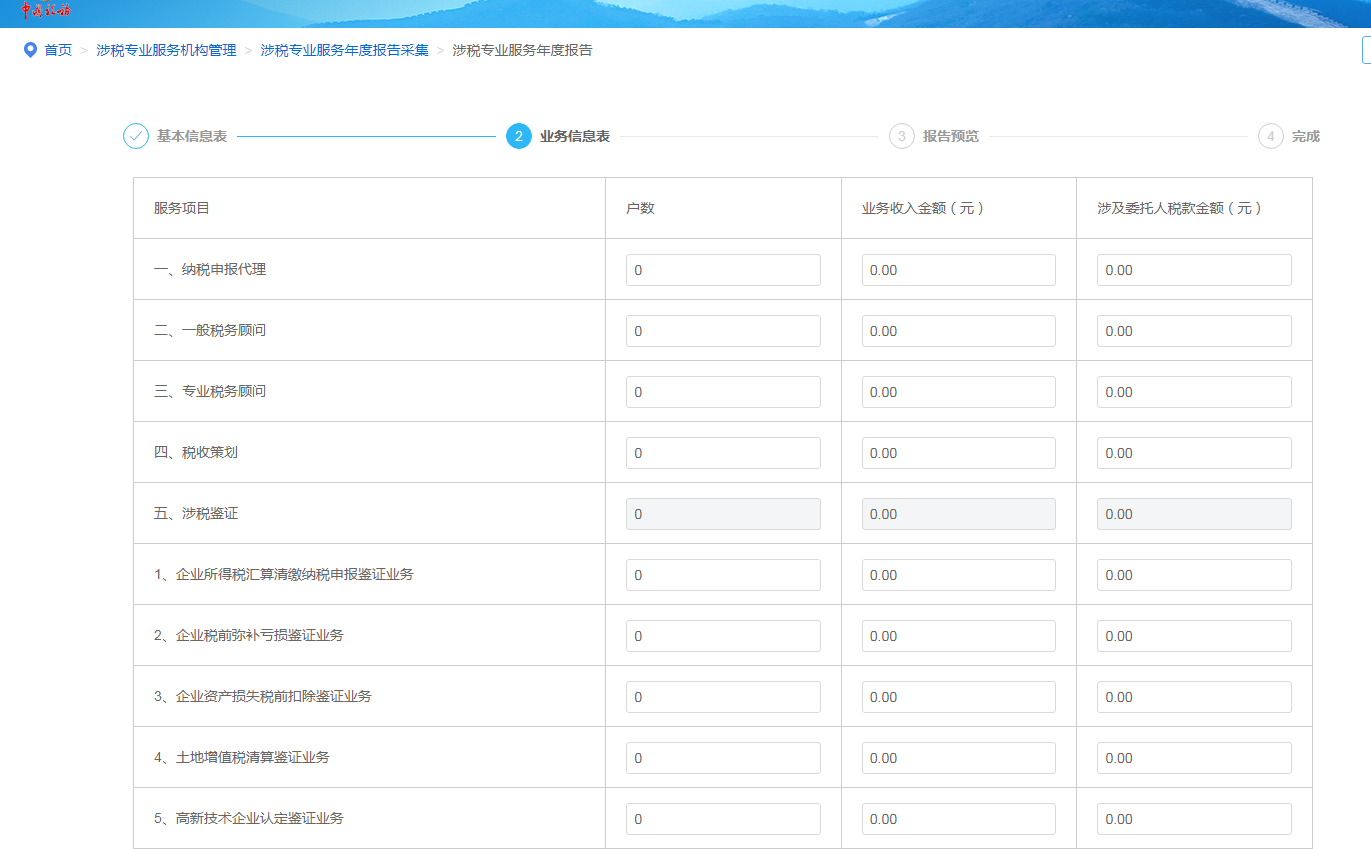 首页 > 涉税专业服务机构管理 > 涉税专业服务年度报告采集 > 涉税专业服务年度报告
基本信息表 2 业务信息表 3 报告预览 4 完成
服务项目 户数 业务收入金额（元） 涉及委托人税款金额（元）
一、纳税申报代理 0 0.00 0.00
二、一般税务顾问 0 0.00 0.00
三、专业税务顾问 0 0.00 0.00
四、税收策划 0 0.00 0.00
五、涉税鉴证 0 0.00 0.00
1、企业所得税汇算清缴纳税申报鉴证业务 0 0.00 0.00
2、企业税前弥补亏损鉴证业务 0 0.00 0.00
3、企业资产损失税前扣除鉴证业务 0 0.00 0.00
4、土地增值税清算鉴证业务 0 0.00 0.00
5、高新技术企业认定鉴证业务 0 0.00 0.00